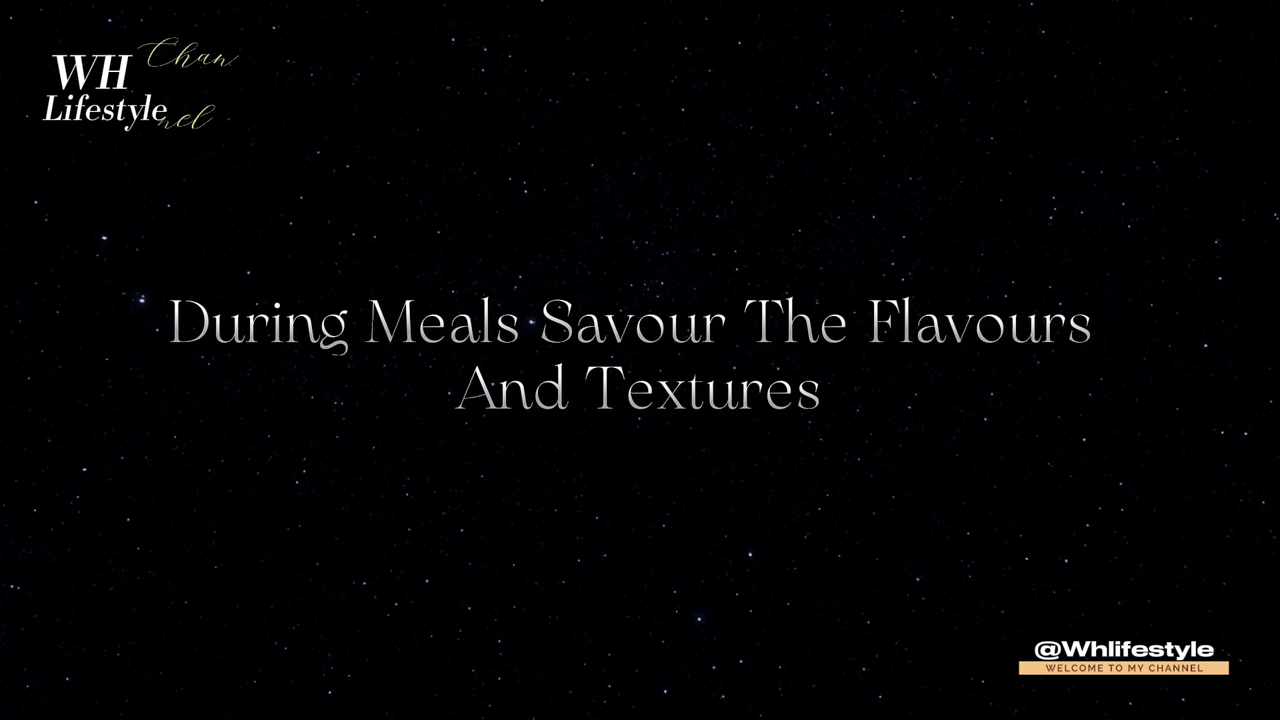 WH Chan
Lifestyle nel
During Meals Savour The Flavours
And Textures
@Whlifestyle
WELCOME TO MY CHANNEL